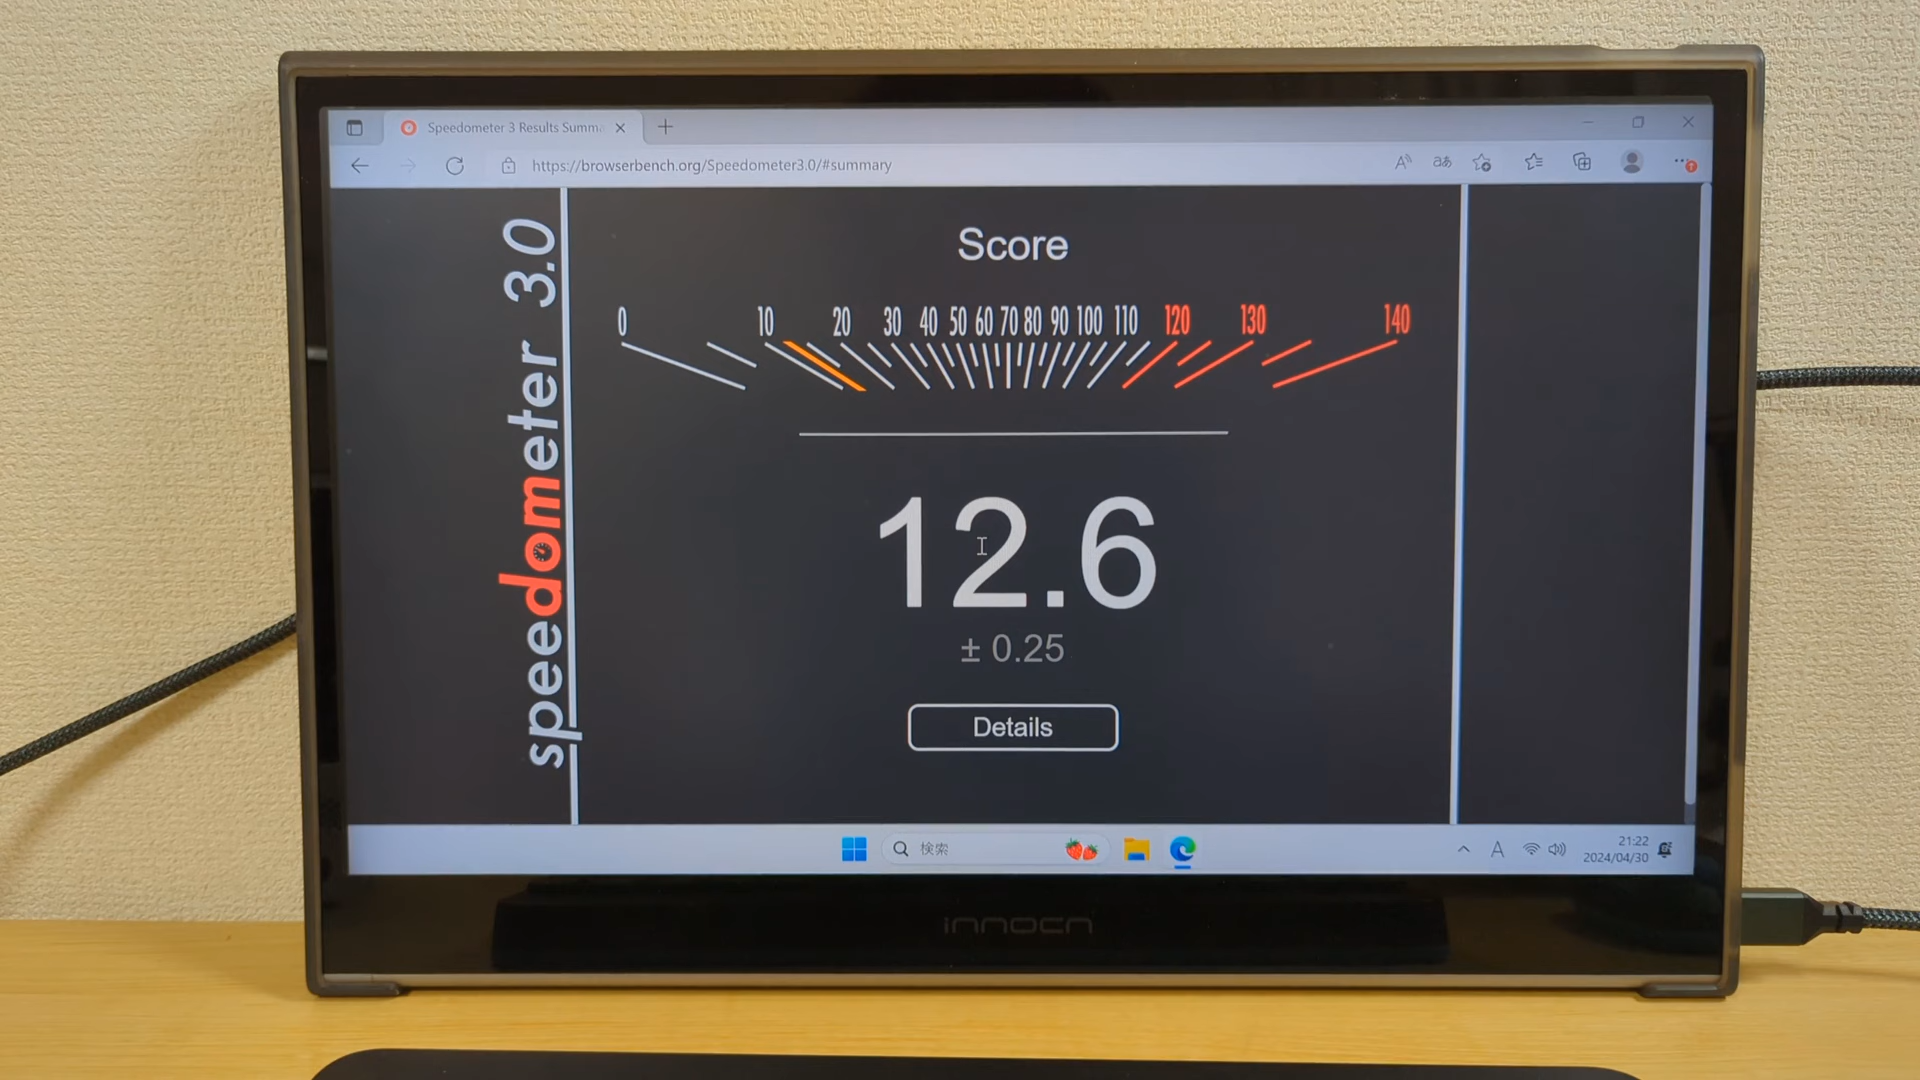 Speedometer 3 Results Summa
https://browserbench.org/Speedometer3.0/#summary
speedometer 3.0
Score
0 10 20 30 40 50 60 70 80 90 100 110 120 130 140
12.6
± 0.25
Details
検索
A
21:22
2024/04/30
innocn